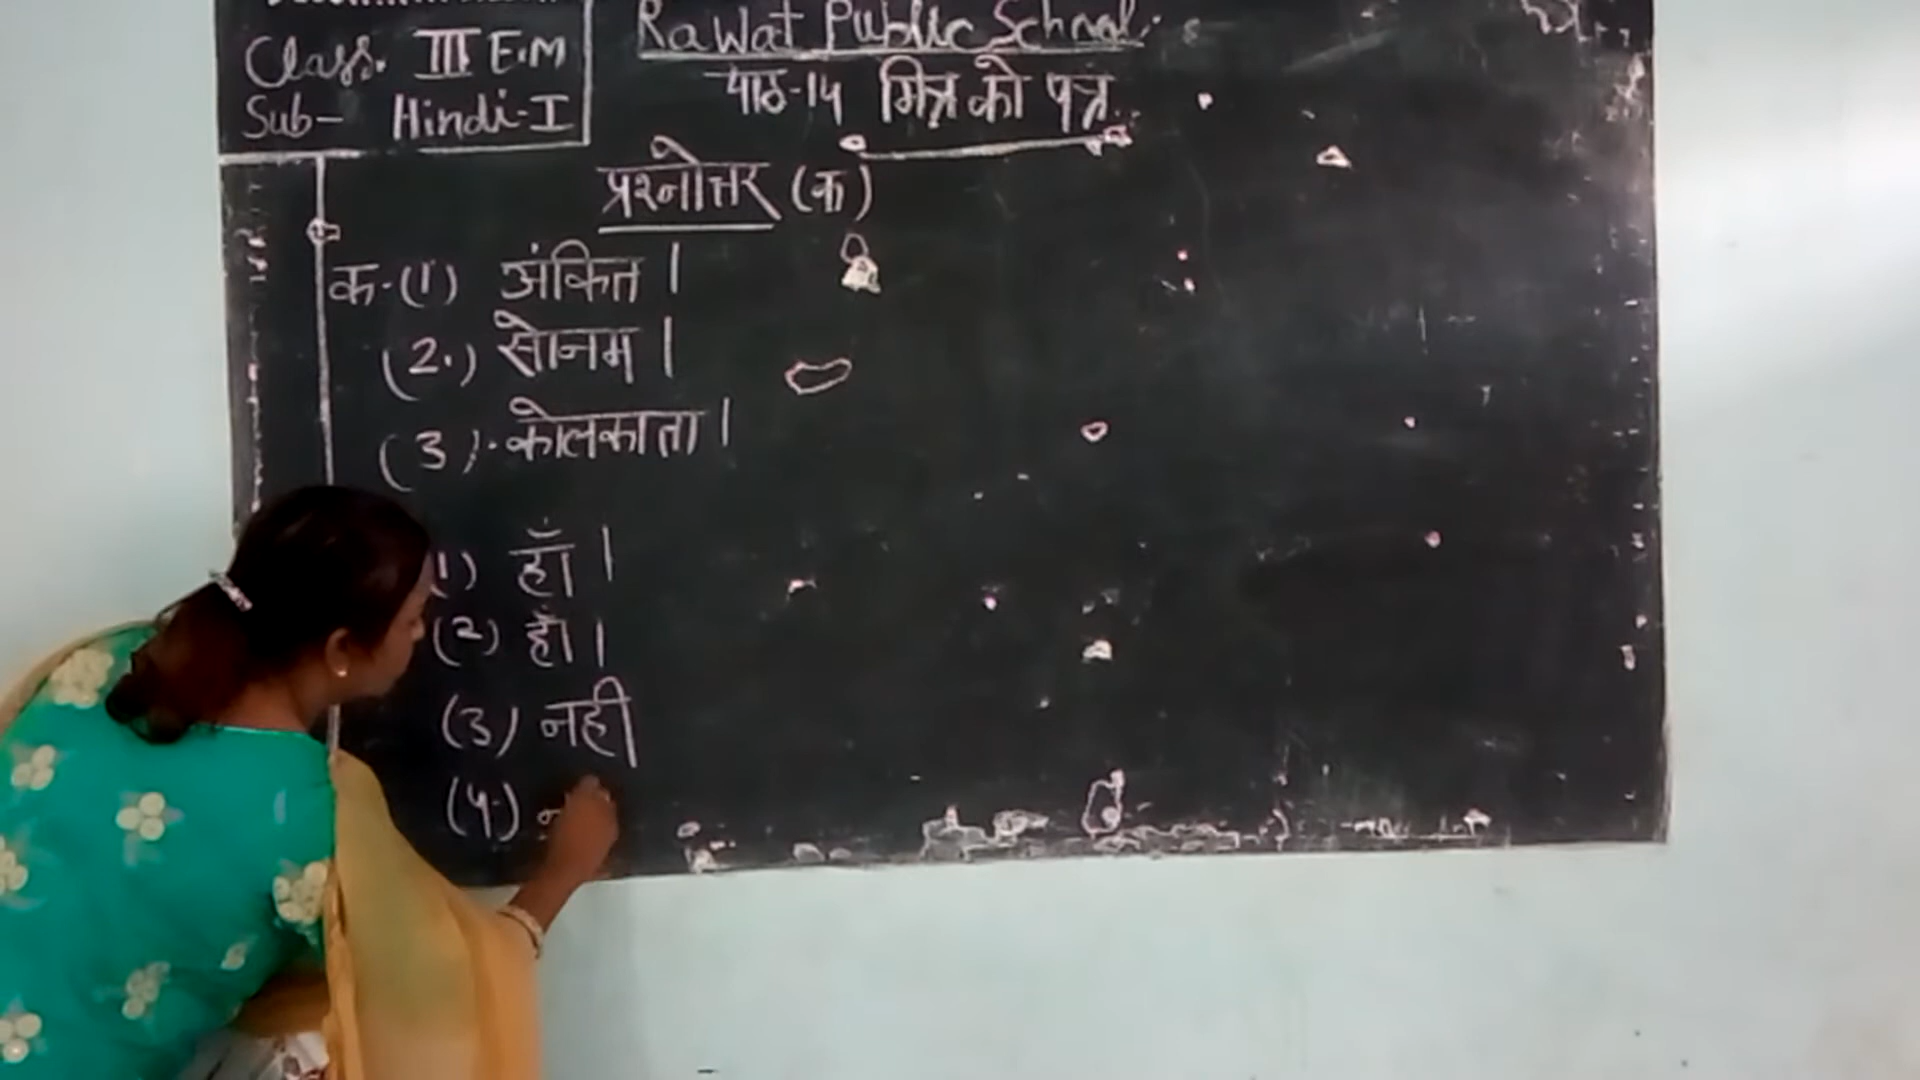 Class. III E.M
Sub- Hindi-I
Rawat Public School.
पाठ-14 मित्र को पत्र
प्रश्नोत्तर (क)
क-(1) अंकित।
(2.) सोनम।
(3). कोलकाता।
1) हाँ।
(2) हाँ।
(3) नही
(4) न